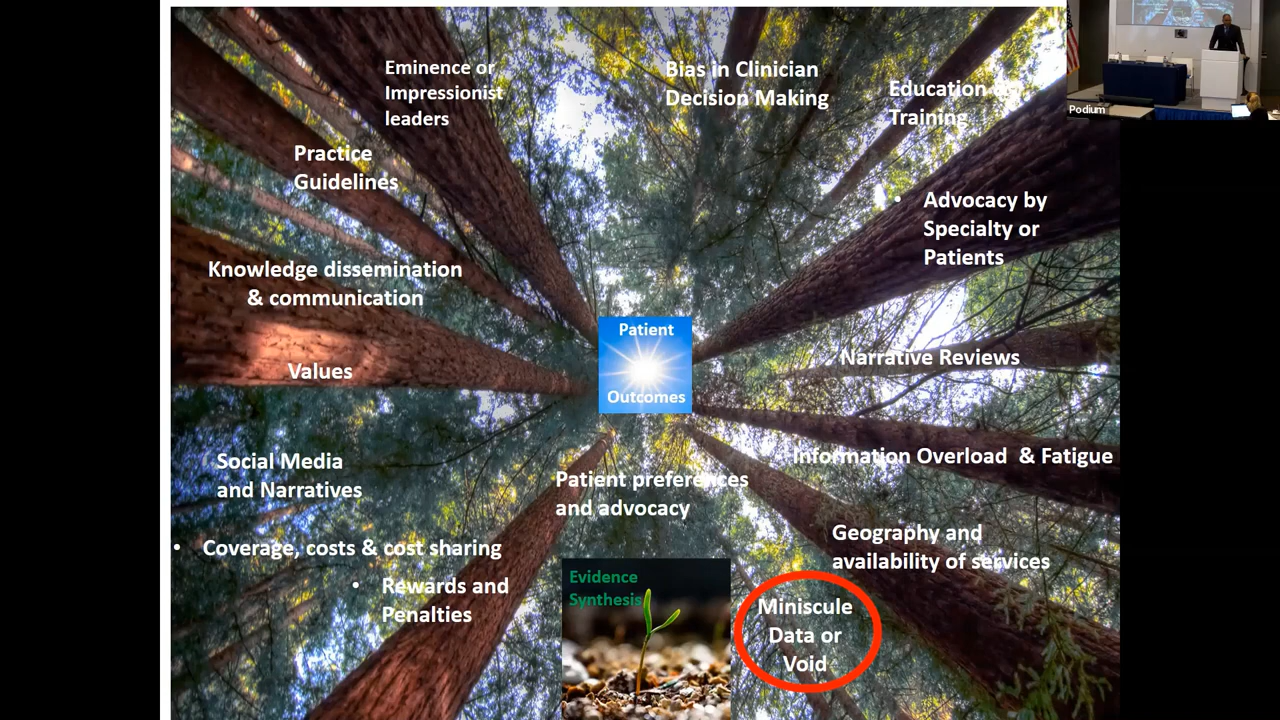 Eminence or
Impressionist
leaders
Bias in Clinician
Decision Making
Education &
Training
Podium
Practice
Guidelines
• Advocacy by
Specialty or
Patients
Knowledge dissemination
& communication
Patient
Outcomes
Narrative Reviews
Values
Information Overload & Fatigue
Social Media
and Narratives
Patient preferences
and advocacy
Geography and
availability of services
• Coverage, costs & cost sharing
• Rewards and
Penalties
Evidence
Synthesis
Miniscule
Data or
Void